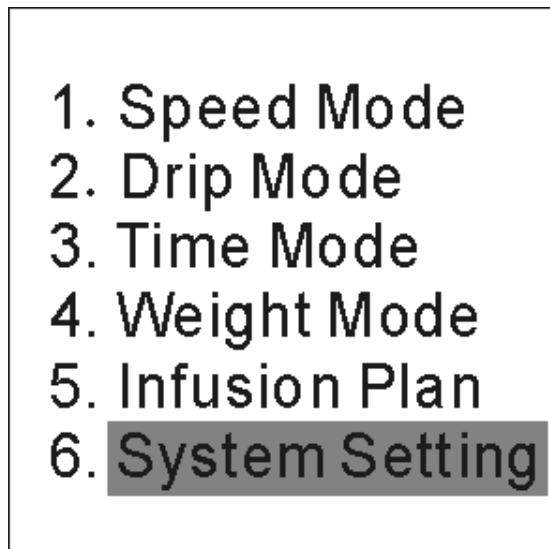 1. Speed Mode
2. Drip Mode
3. Time Mode
4. Weight Mode
5. Infusion Plan
6. System Setting